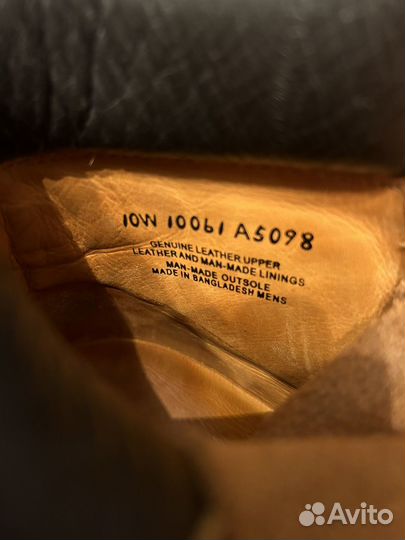 10W 10061 A5098
GENUINE LEATHER UPPER
LEATHER AND MAN-MADE LININGS
MAN-MADE OUTSOLE
MADE IN BANGLADESH MENS
Avito